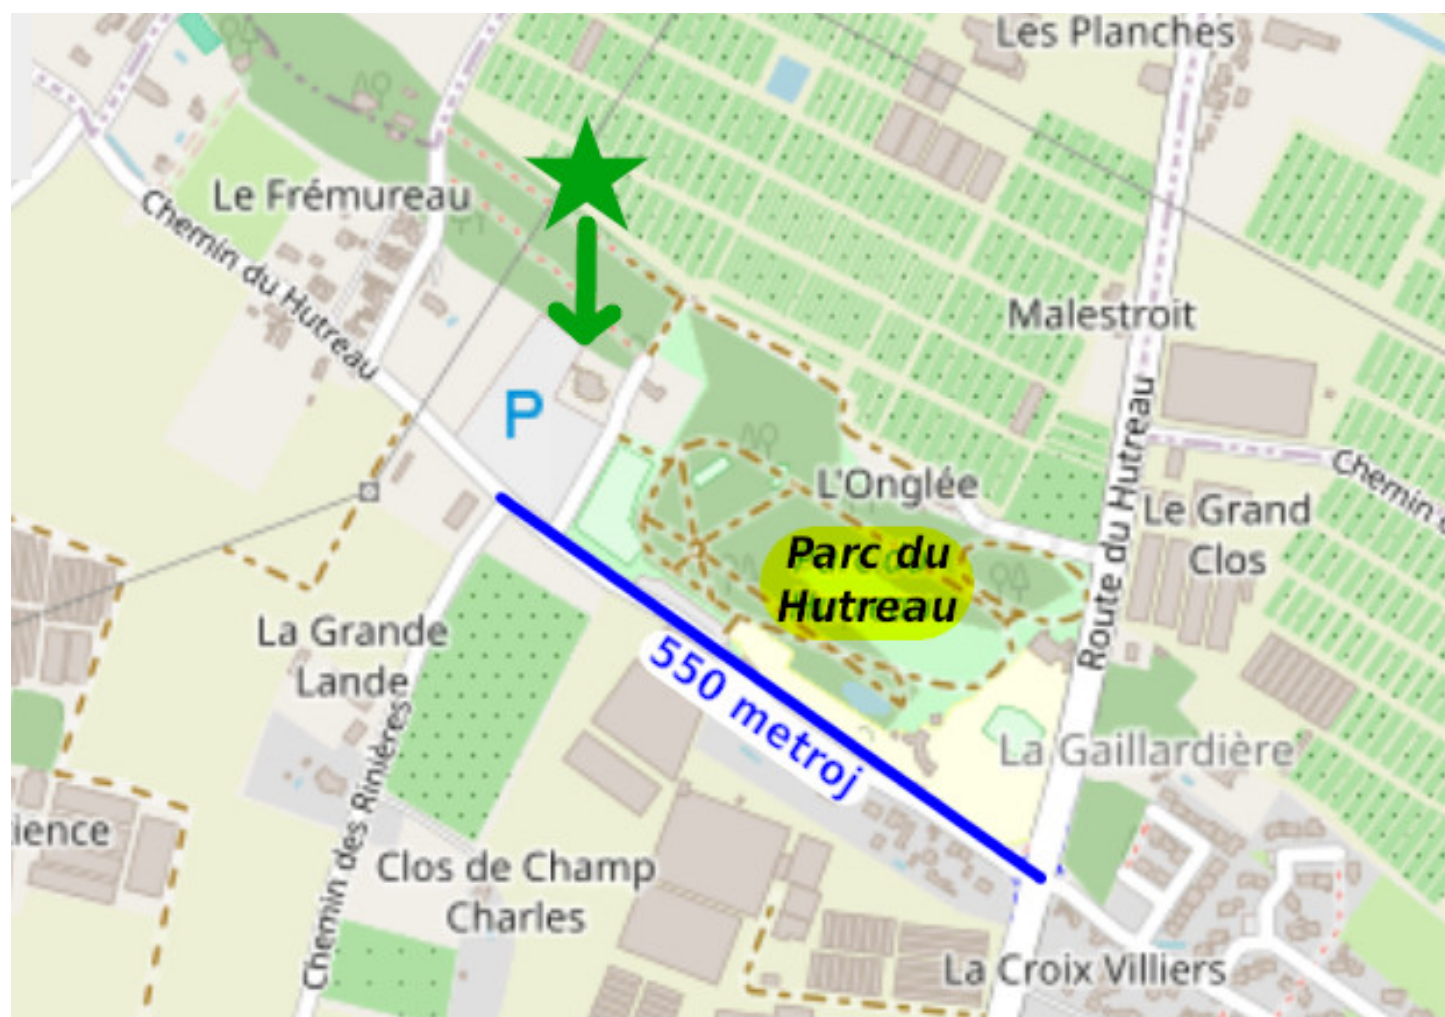 Les Planches
Le Frémureau
Chemin du Hutreau
Malestroit
P
L'Onglée
Route du Hutreau
Chemin d
Le Grand
Clos
Parc du
Hutreau
La Grande
Lande
550 metroj
La Gaillardière
ience
Chemin des Rinières
Clos de Champ
Charles
La Croix Villiers